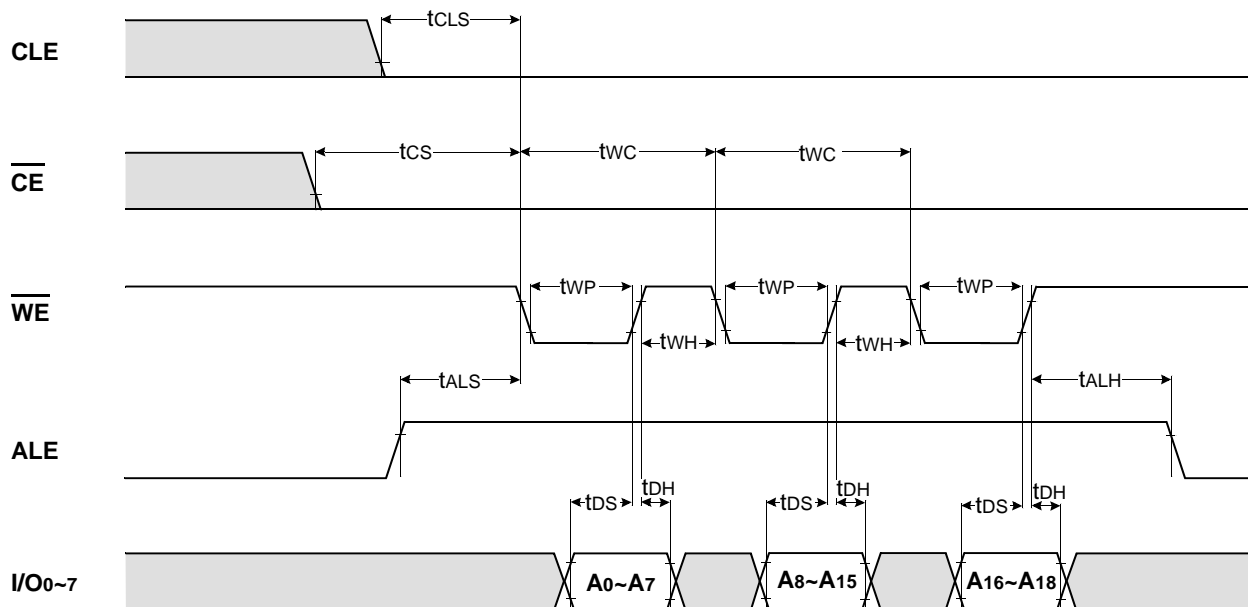 CLE
tCLS
CE
tCS
tWC
tWC
WE
tWP
tWP
tWP
tWH
tWH
tALS
tALH
ALE
tDS
tDH
tDS
tDH
tDS
tDH
I/O0~7
A0~A7
A8~A15
A16~A18